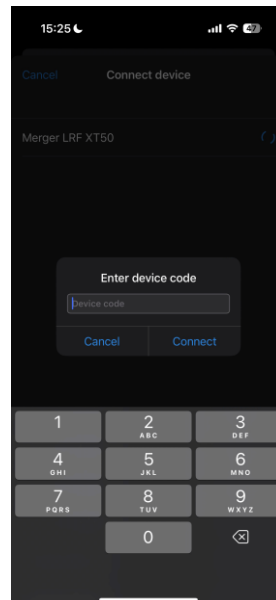 15:25
47
Cancel Connect device
Merger LRF XT50
Enter device code
Device code
Cancel Connect
1 2 3
ABC DEF
4 5 6
GHI JKL MNO
7 8 9
PQRS TUV WXYZ
0